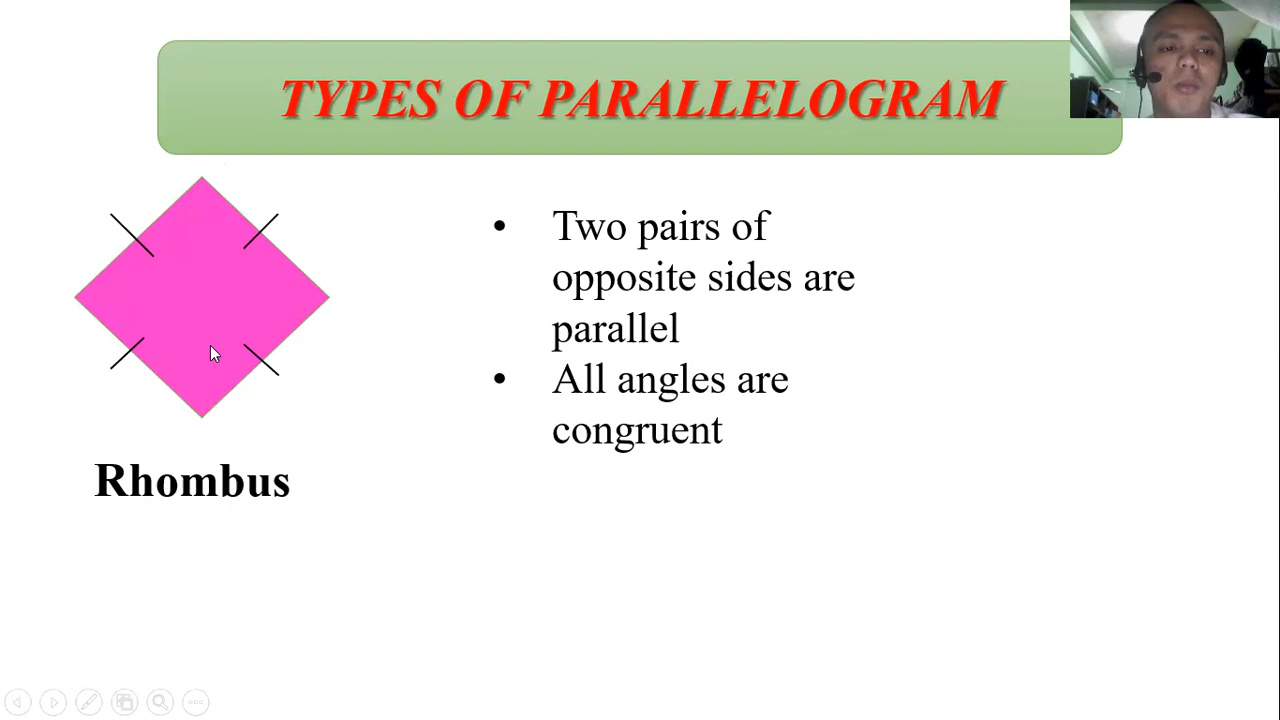 TYPES OF PARALLELOGRAM
• Two pairs of
opposite sides are
parallel
• All angles are
congruent
Rhombus